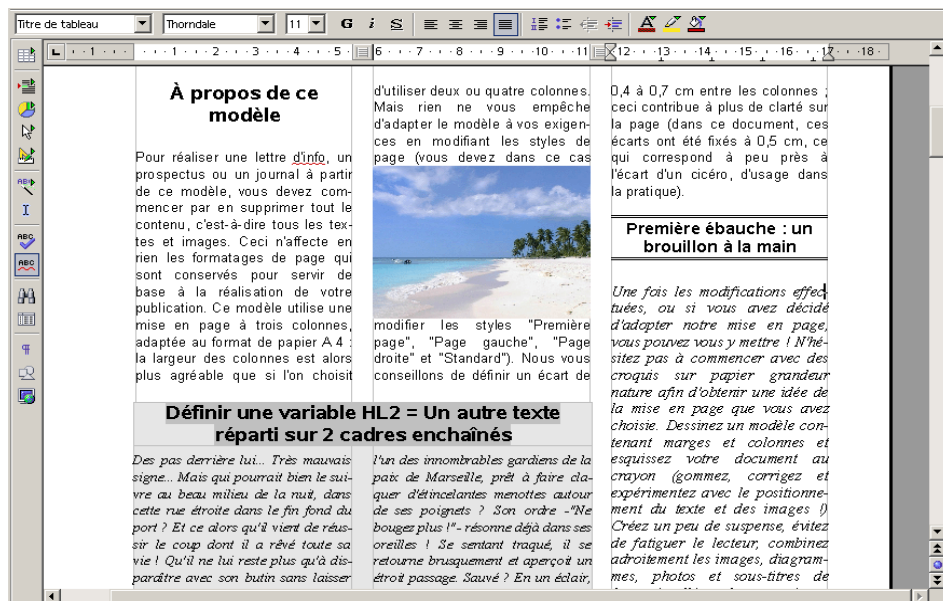 Titre de tableau
Thorndale
11
G i S
A
1 1 2 3 4 5 6 7 8 9 10 11 12 13 14 15 16 17 18
À propos de ce
modèle
Pour réaliser une lettre d'info, un
prospectus ou un journal à partir
de ce modèle, vous devez com-
mencer par en supprimer tout le
contenu, c'est-à-dire tous les tex-
tes et images. Ceci n'affecte en
rien les formatages de page qui
sont conservés pour servir de
base à la réalisation de votre
publication. Ce modèle utilise une
mise en page à trois colonnes,
adaptée au format de papier A 4 :
la largeur des colonnes est alors
plus agréable que si l'on choisit
d'utiliser deux ou quatre colonnes.
Mais rien ne vous empêche
d'adapter le modèle à vos exigen-
ces en modifiant les styles de
page (vous devez dans ce cas
modifier les styles "Première
page", "Page gauche", "Page
droite" et "Standard"). Nous vous
conseillons de définir un écart de
0,4 à 0,7 cm entre les colonnes ;
ceci contribue à plus de clarté sur
la page (dans ce document, ces
écarts ont été fixés à 0,5 cm, ce
qui correspond à peu près à
l'écart d'un cicéro, d'usage dans
la pratique).
Première ébauche : un
brouillon à la main
Une fois les modifications effec-
tuées, ou si vous avez décidé
d'adopter notre mise en page,
vous pouvez vous y mettre ! N'hé-
sitez pas à commencer avec des
croquis sur papier grandeur
nature afin d'obtenir une idée de
la mise en page que vous avez
choisie. Dessinez un modèle con-
tenant marges et colonnes et
esquissez votre document au
crayon (gommez, corrigez et
expérimentez avec le positionne-
ment du texte et des images !)
Créez un peu de suspense, évitez
de fatiguer le lecteur, combinez
adroitement les images, diagram-
mes, photos et sous-titres de
Définir une variable HL2 = Un autre texte
réparti sur 2 cadres enchaînés
Des pas derrière lui... Très mauvais
signe... Mais qui pourrait bien le sui-
vre au beau milieu de la nuit, dans
cette rue étroite dans le fin fond du
port ? Et ce alors qu'il vient de réus-
sir le coup dont il a rêvé toute sa
vie ! Qu'il ne lui reste plus qu'à dis-
paraître avec son butin sans laisser
l'un des innombrables gardiens de la
paix de Marseille, prêt à faire cla-
quer d'étincelantes menottes autour
de ses poignets ? Son ordre -"Ne
bougez plus !"- résonne déjà dans ses
oreilles ! Se sentant traqué, il se
retourne brusquement et aperçoit un
étroit passage. Sauvé ? En un éclair,